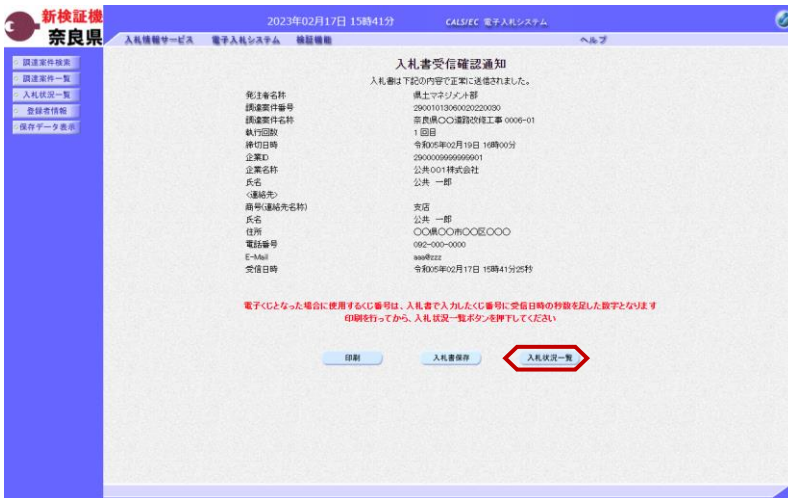 新検証機
奈良県
2023年02月17日 15時41分
CALS/EC 電子入札システム
入札情報サービス
電子入札システム
検証機能
ヘルプ
調達案件検索
調達案件一覧
入札状況一覧
登録者情報
保存データ表示
入札書受信確認通知
入札書は下記の内容で正常に送信されました。
発注者名称 県土マネジメント部
調達案件番号 29001013060020220030
調達案件名称 奈良県〇〇道路改修工事 0006-01
執行回数 1回目
締切日時 令和05年02月19日 16時00分
企業ID 2900009999999901
企業名称 公共001株式会社
氏名 公共 一郎
<連絡先>
商号(連絡先名称) 支店
氏名 公共 一郎
住所 〇〇県〇〇市〇〇区〇〇〇
電話番号 092-000-0000
E-Mail aaa@zzz
受信日時 令和05年02月17日 15時41分25秒
電子くじとなった場合に使用するくじ番号は、入札書で入力したくじ番号に受信日時の秒数を足した数字となります
印刷を行ってから、入札状況一覧ボタンを押下してください
印刷
入札書保存
入札状況一覧